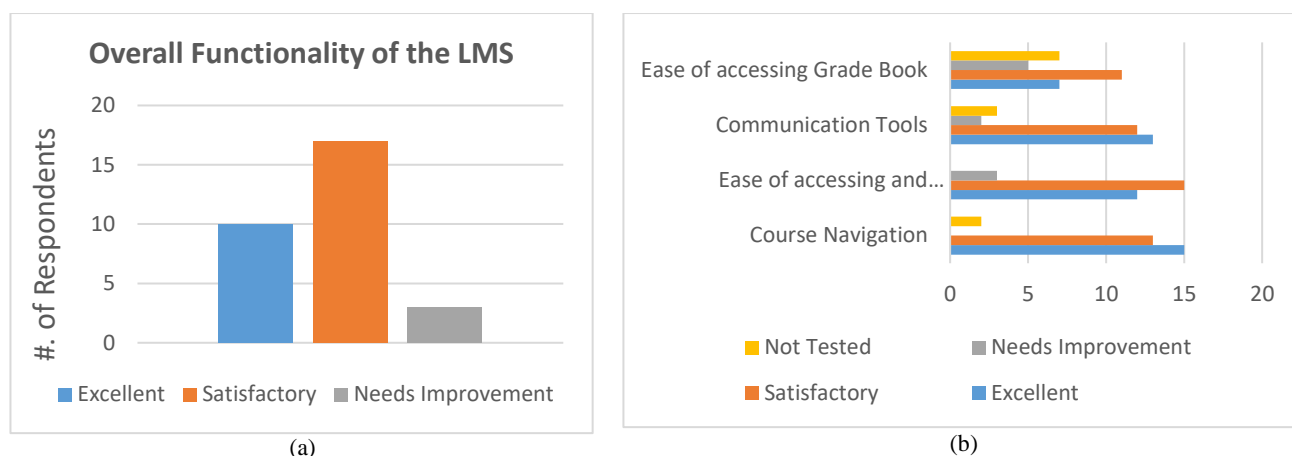 Overall Functionality of the LMS
#. of Respondents
20
15
10
5
0
Excellent Satisfactory Needs Improvement
(a)
Ease of accessing Grade Book
Communication Tools
Ease of accessing and...
Course Navigation
0 5 10 15 20
Not Tested Needs Improvement
Satisfactory Excellent
(b)